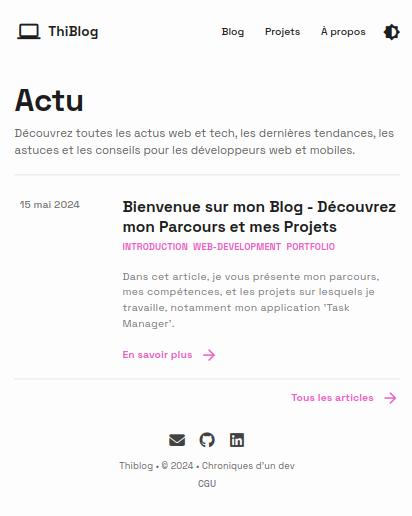 ThiBlog
Blog Projets À propos
Actu
Découvrez toutes les actus web et tech, les dernières tendances, les
astuces et les conseils pour les développeurs web et mobiles.
15 mai 2024
Bienvenue sur mon Blog - Découvrez
mon Parcours et mes Projets
INTRODUCTION WEB-DEVELOPMENT PORTFOLIO
Dans cet article, je vous présente mon parcours,
mes compétences, et les projets sur lesquels je
travaille, notamment mon application 'Task
Manager'.
En savoir plus
Tous les articles
Thiblog • © 2024 • Chroniques d'un dev
CGU